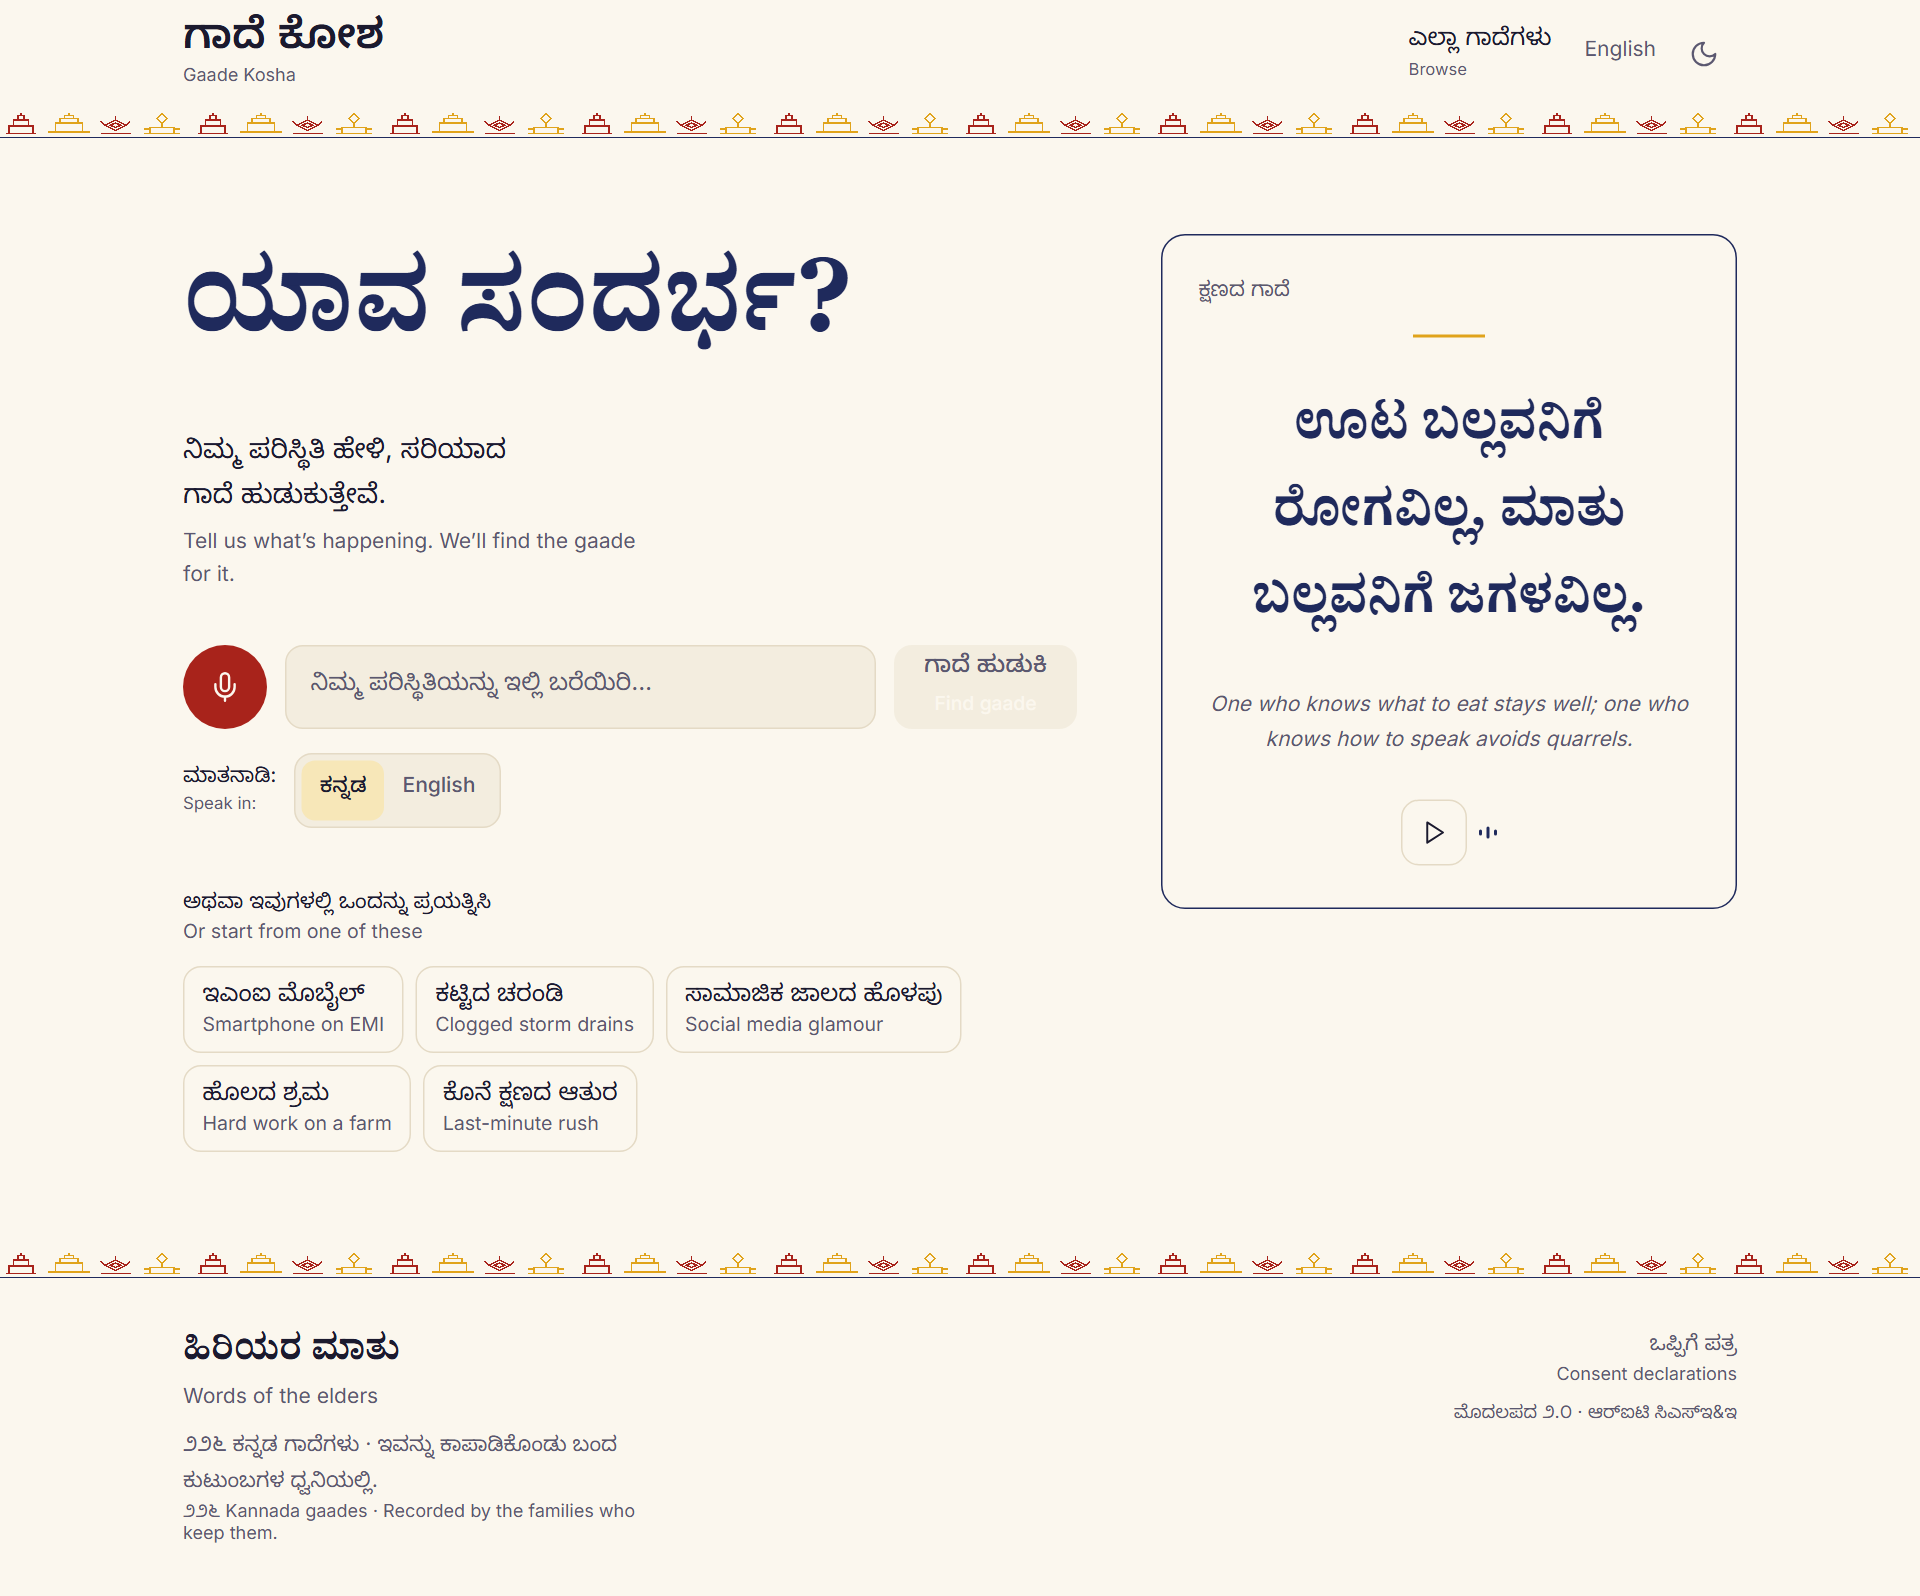 ಗಾದೆ ಕೋಶ
Gaade Kosha
ಎಲ್ಲಾ ಗಾದೆಗಳು
Browse
English
ಯಾವ ಸಂದರ್ಭ?
ನಿಮ್ಮ ಪರಿಸ್ಥಿತಿ ಹೇಳಿ, ಸರಿಯಾದ
ಗಾದೆ ಹುಡುಕುತ್ತೇವೆ.
Tell us what’s happening. We’ll find the gaade
for it.
ನಿಮ್ಮ ಪರಿಸ್ಥಿತಿಯನ್ನು ಇಲ್ಲಿ ಬರೆಯಿರಿ…
ಗಾದೆ ಹುಡುಕಿ
Find gaade
ಮಾತನಾಡಿ:
Speak in:
ಕನ್ನಡ
English
ಅಥವಾ ಇವುಗಳಲ್ಲಿ ಒಂದನ್ನು ಪ್ರಯತ್ನಿಸಿ
Or start from one of these
ಇಎಂಐ ಮೊಬೈಲ್
Smartphone on EMI
ಕಟ್ಟಿದ ಚರಂಡಿ
Clogged storm drains
ಸಾಮಾಜಿಕ ಜಾಲದ ಹೊಳಪು
Social media glamour
ಹೊಲದ ಶ್ರಮ
Hard work on a farm
ಕೊನೆ ಕ್ಷಣದ ಆತುರ
Last-minute rush
ಕ್ಷಣದ ಗಾದೆ
ಊಟ ಬಲ್ಲವನಿಗೆ
ರೋಗವಿಲ್ಲ, ಮಾತು
ಬಲ್ಲವನಿಗೆ ಜಗಳವಿಲ್ಲ.
One who knows what to eat stays well; one who
knows how to speak avoids quarrels.
ಹಿರಿಯರ ಮಾತು
Words of the elders
೨೨೬ ಕನ್ನಡ ಗಾದೆಗಳು · ಇವನ್ನು ಕಾಪಾಡಿಕೊಂಡು ಬಂದ
ಕುಟುಂಬಗಳ ಧ್ವನಿಯಲ್ಲಿ.
೨೨೬ Kannada gaades · Recorded by the families who
keep them.
ಒಪ್ಪಿಗೆ ಪತ್ರ
Consent declarations
ಮೊದಲಪದ ೨.೦ · ಆರ್‌ಐಟಿ ಸಿಎಸ್‌ಇ&ಇ